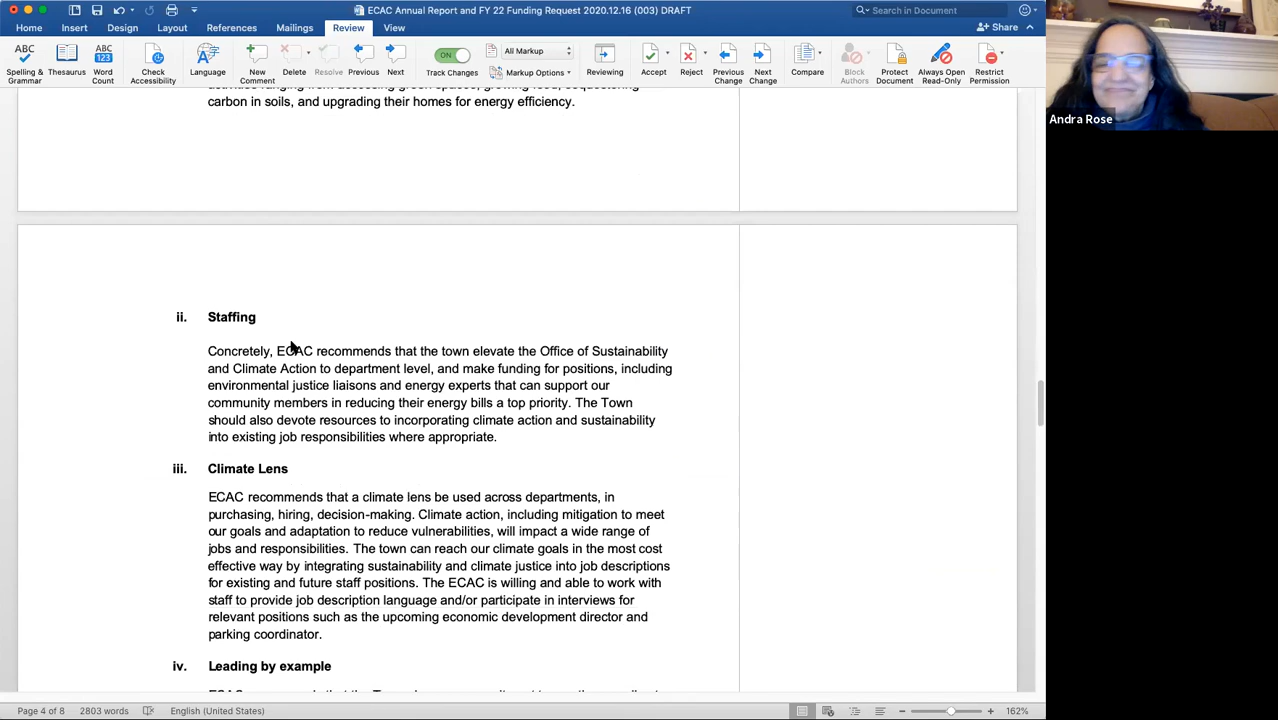 ECAC Annual Report and FY 22 Funding Request 2020.12.16 (003) DRAFT
Search in Document
Home Insert Design Layout References Mailings Review View
Share
ABC
ABC
123
ON
All Markup
Markup Options
Spelling & Grammar
Thesaurus
Word Count
Check Accessibility
Language
New Comment
Delete
Resolve
Previous
Next
Track Changes
Reviewing
Accept
Reject
Previous Change
Next Change
Compare
Block Authors
Protect Document
Always Open Read-Only
Restrict Permission
Andra Rose
activities ranging from accessing green spaces, growing food, sequestering
carbon in soils, and upgrading their homes for energy efficiency.
ii. Staffing
Concretely, ECAC recommends that the town elevate the Office of Sustainability
and Climate Action to department level, and make funding for positions, including
environmental justice liaisons and energy experts that can support our
community members in reducing their energy bills a top priority. The Town
should also devote resources to incorporating climate action and sustainability
into existing job responsibilities where appropriate.
iii. Climate Lens
ECAC recommends that a climate lens be used across departments, in
purchasing, hiring, decision-making. Climate action, including mitigation to meet
our goals and adaptation to reduce vulnerabilities, will impact a wide range of
jobs and responsibilities. The town can reach our climate goals in the most cost
effective way by integrating sustainability and climate justice into job descriptions
for existing and future staff positions. The ECAC is willing and able to work with
staff to provide job description language and/or participate in interviews for
relevant positions such as the upcoming economic development director and
parking coordinator.
iv. Leading by example
Page 4 of 8 2803 words English (United States) 162%